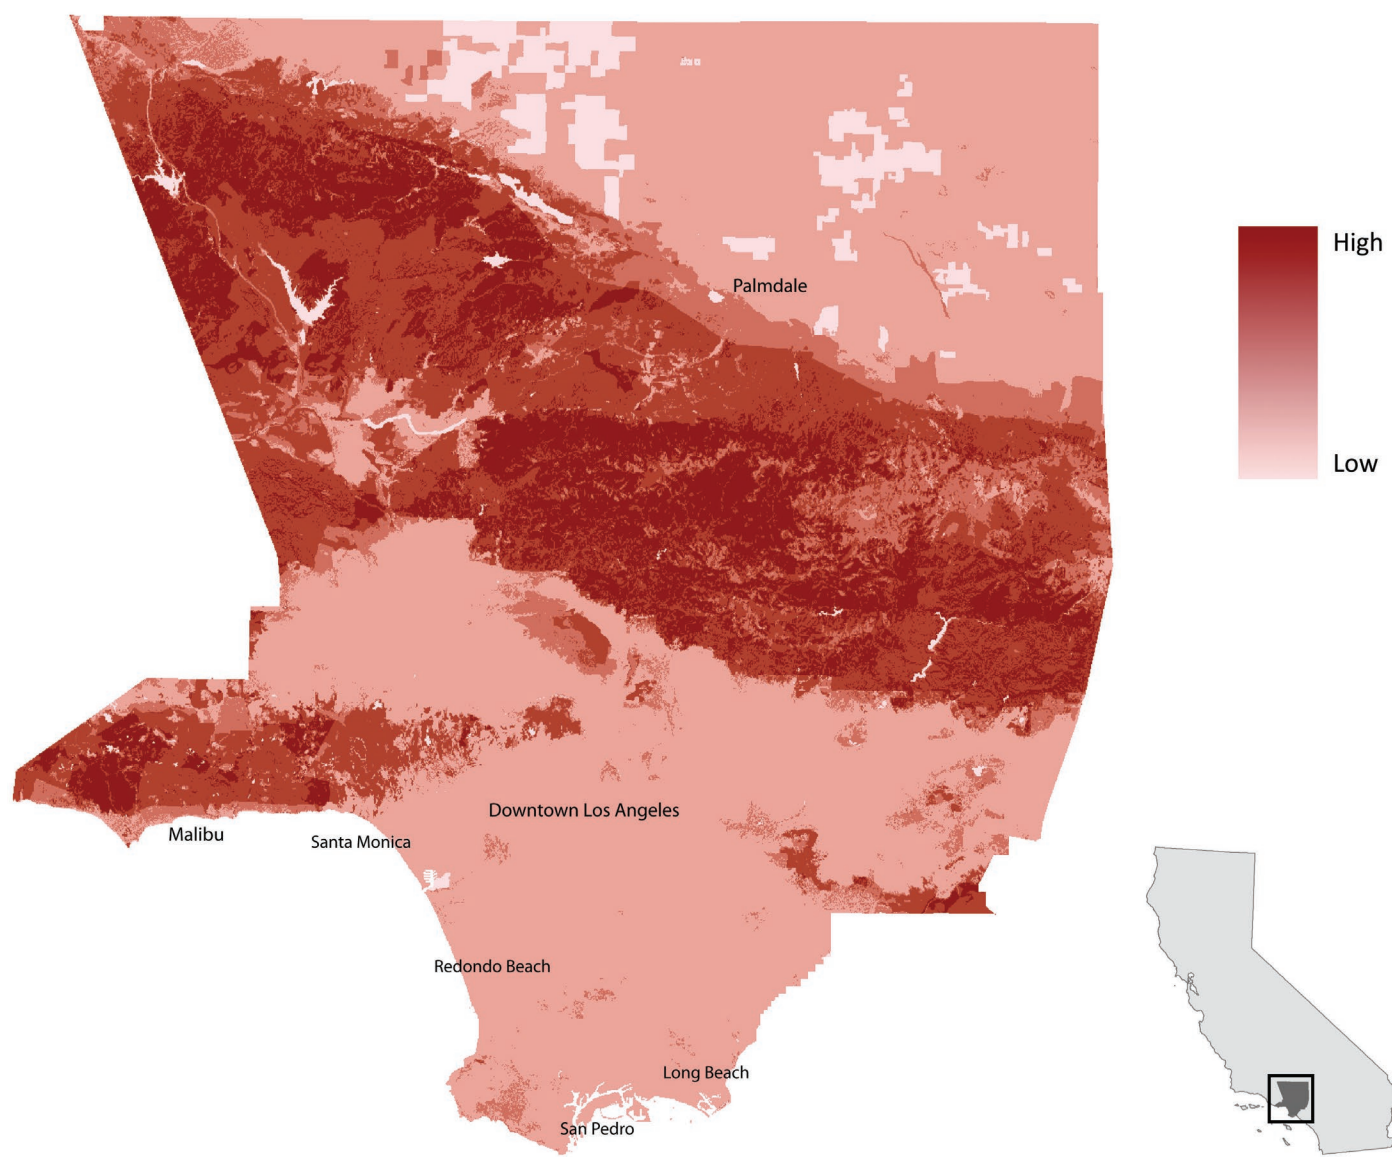 High
Palmdale
Low
Downtown Los Angeles
Malibu
Santa Monica
Redondo Beach
Long Beach
San Pedro